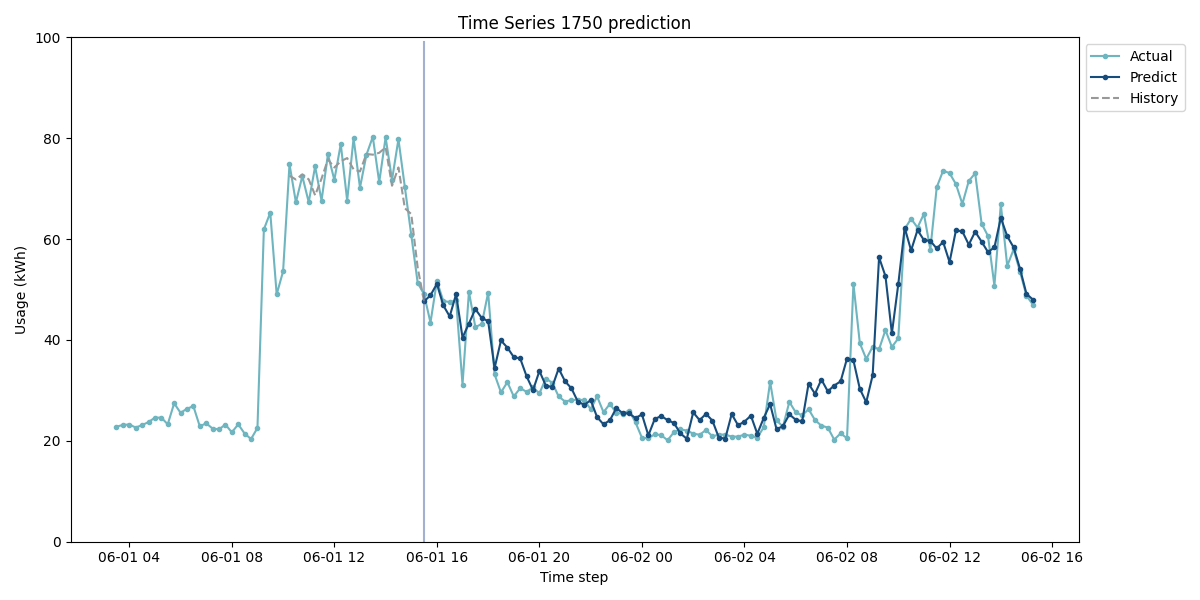 Time Series 1750 prediction
100
80
60
40
20
0
Usage (kWh)
06-01 04
06-01 08
06-01 12
06-01 16
06-01 20
06-02 00
06-02 04
06-02 08
06-02 12
06-02 16
Time step
Actual
Predict
History